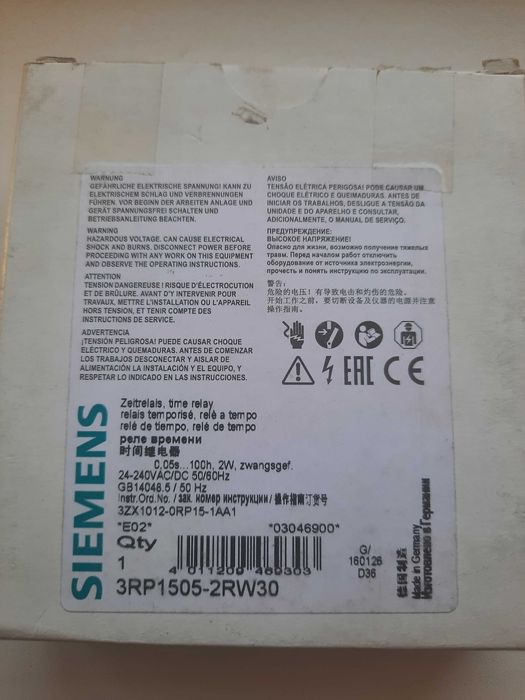 WARNUNG
GEFÄHRLICHE ELEKTRISCHE SPANNUNG! KANN ZU
ELEKTRISCHEM SCHLAG UND VERBRENNUNGEN
FÜHREN. VOR BEGINN DER ARBEITEN ANLAGE UND
GERÄT SPANNUNGSFREI SCHALTEN UND
BETRIEBSANLEITUNG BEACHTEN.
WARNING
HAZARDOUS VOLTAGE. CAN CAUSE ELECTRICAL
SHOCK AND BURNS. DISCONNECT POWER BEFORE
PROCEEDING WITH ANY WORK ON THIS EQUIPMENT
AND OBSERVE THE OPERATING INSTRUCTIONS.
ATTENTION
TENSION DANGEREUSE ! RISQUE D'ÉLECTROCUTION
ET DE BRÛLURE. AVANT D'Y INTERVENIR POUR
TRAVAUX, METTRE L'INSTALLATION OU L'APPAREIL
HORS TENSION, ET TENIR COMPTE DES
INSTRUCTIONS DE SERVICE.
ADVERTENCIA
¡TENSIÓN PELIGROSA! PUEDE CAUSAR CHOQUE
ELÉCTRICO Y QUEMADURAS. ANTES DE COMENZAR
LOS TRABAJOS DESCONECTAR Y AISLAR DE
ALIMENTACIÓN LA INSTALACIÓN Y EL EQUIPO, Y
RESPETAR LO INDICADO EN LAS INSTRUCCIONES.
AVISO
TENSÃO ELÉTRICA PERIGOSA! PODE CAUSAR UM
CHOQUE ELÉTRICO E QUEIMADURAS. ANTES DE
INICIAR OS TRABALHOS, DESLIGUE A TENSÃO DA
UNIDADE E DO APARELHO E CONSULTAR,
ADICIONALMENTE, O MANUAL DE SERVIÇO.
ПРЕДУПРЕЖДЕНИЕ:
ВЫСОКОЕ НАПРЯЖЕНИЕ!
Опасно для жизни, возможно получение тяжелых
травм. Перед началом работ отключить
оборудование от источника электроэнергии,
прочесть и понять инструкцию по эксплуатации.
警告:
危险的电压！有导致电击和灼伤的危险。
开始工作之前，要切断设备及仪器的电源并注意
操作指南。
EAC CE
SIEMENS
Zeitrelais, time relay
relais temporisé, relè a tempo
relé de tiempo, relé de tempo
реле времени
时间继电器
0,05s...100h, 2W, zwangsgef.
24-240VAC/DC 50/60Hz
GB14048.5 / 50 Hz
Instr.Ord.No. / зак. номер инструкции / 操作指南订货号
3ZX1012-0RP15-1AA1
*E02* *03046900*
Qty
1
4 011209 469303
3RP1505-2RW30
G/
160126
D36
德国制造
Made in Germany
Изготовлено в Германии